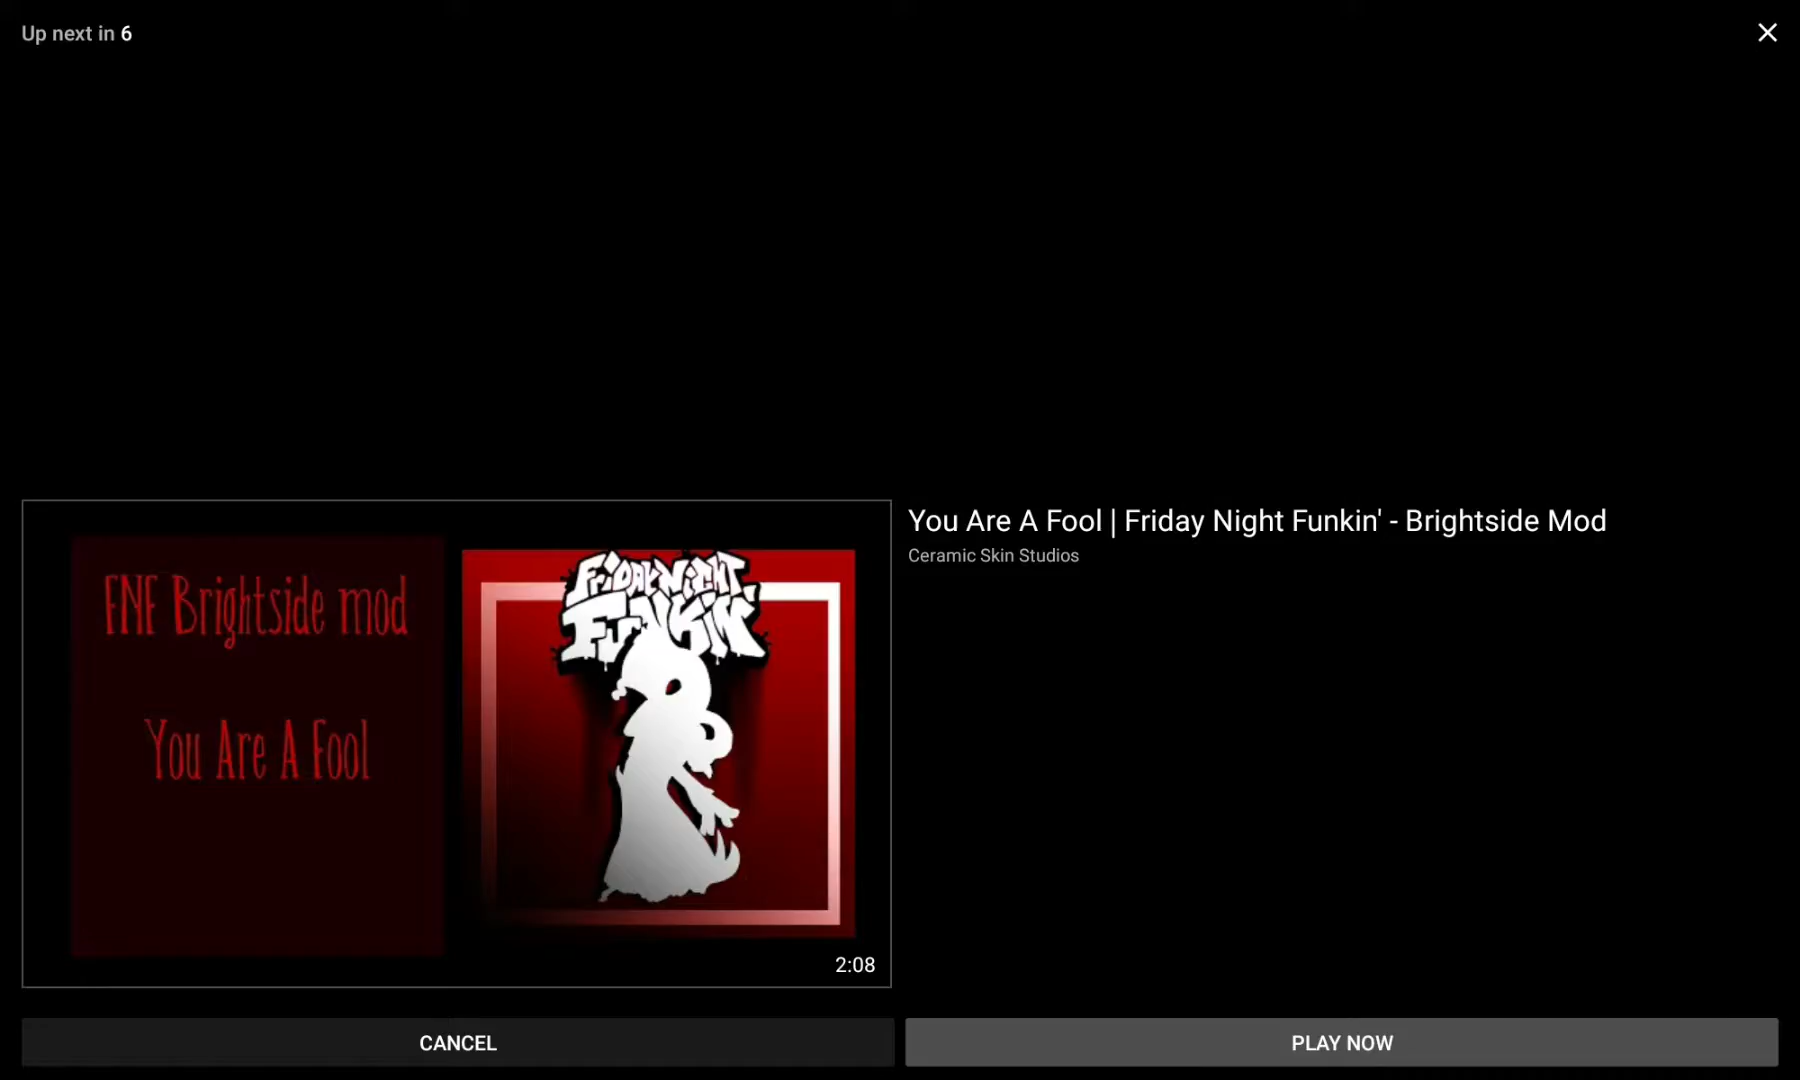 Up next in 6
FNF Brightside mod
You Are A Fool
FRIDAY NIGHT
FUNKIN
2:08
You Are A Fool | Friday Night Funkin' - Brightside Mod
Ceramic Skin Studios
CANCEL
PLAY NOW